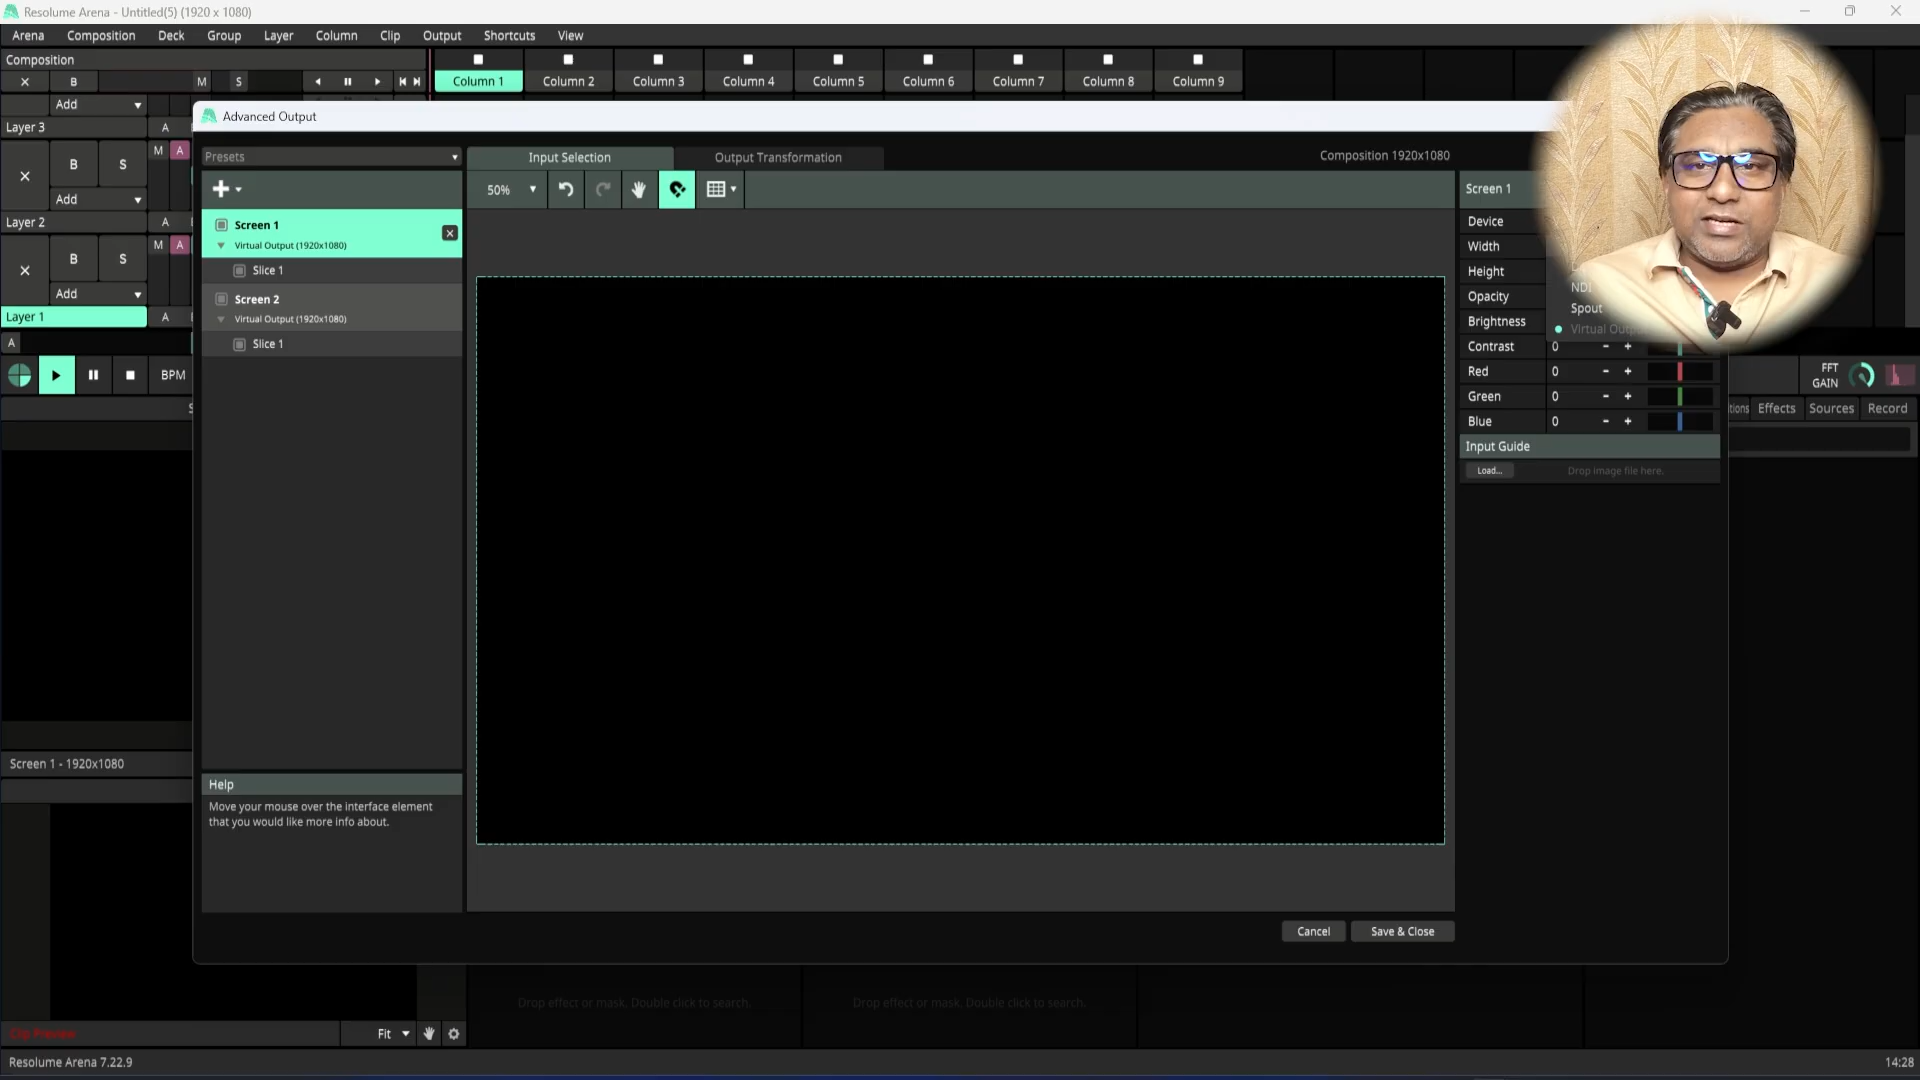 Resolume Arena - Untitled(5) (1920 x 1080)
Arena Composition Deck Group Layer Column Clip Output Shortcuts View
Composition
B M S
Column 1 Column 2 Column 3 Column 4 Column 5 Column 6 Column 7 Column 8 Column 9
Add
Layer 3 A
Advanced Output
M A
B S
Add
Layer 2 A
M A
B S
Add
Layer 1 A
A
BPM
Presets
Input Selection Output Transformation Composition 1920x1080
50%
Screen 1
Virtual Output (1920x1080)
Slice 1
Screen 2
Virtual Output (1920x1080)
Slice 1
Screen 1
Device
Width
Height
NDI
Opacity
Spout
Brightness
Virtual Output
Contrast 0 - +
Red 0 - +
Green 0 - +
Blue 0 - +
Input Guide
Load... Drop image file here.
FFT
GAIN
Effects Sources Record
Screen 1 - 1920x1080
Help
Move your mouse over the interface element
that you would like more info about.
Cancel Save & Close
Drop effect or mask. Double click to search. Drop effect or mask. Double click to search.
Clip Preview Fit
Resolume Arena 7.22.9 14:28